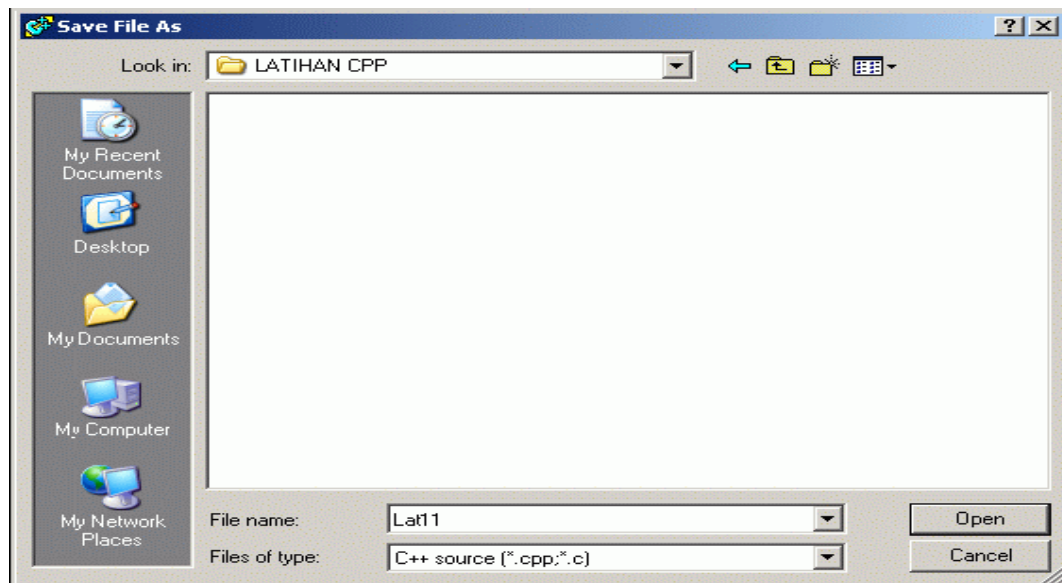 Save File As
Look in: LATIHAN CPP
My Recent
Documents
Desktop
My Documents
My Computer
My Network
Places
File name: Lat11 Open
Files of type: C++ source (*.cpp;*.c) Cancel